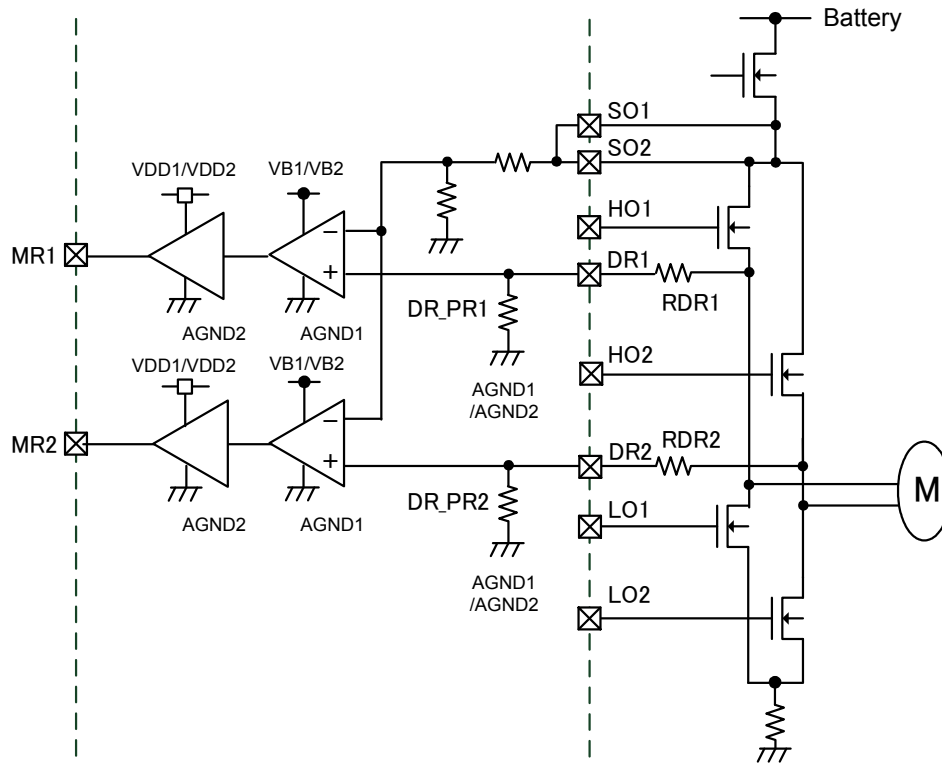 Battery
SO1
VDD1/VDD2
VB1/VB2
SO2
HO1
MR1
−
+
DR1
RDR1
DR_PR1
AGND2
AGND1
VDD1/VDD2
VB1/VB2
HO2
AGND1
/AGND2
MR2
−
+
DR2
RDR2
M
AGND2
AGND1
DR_PR2
LO1
AGND1
/AGND2
LO2